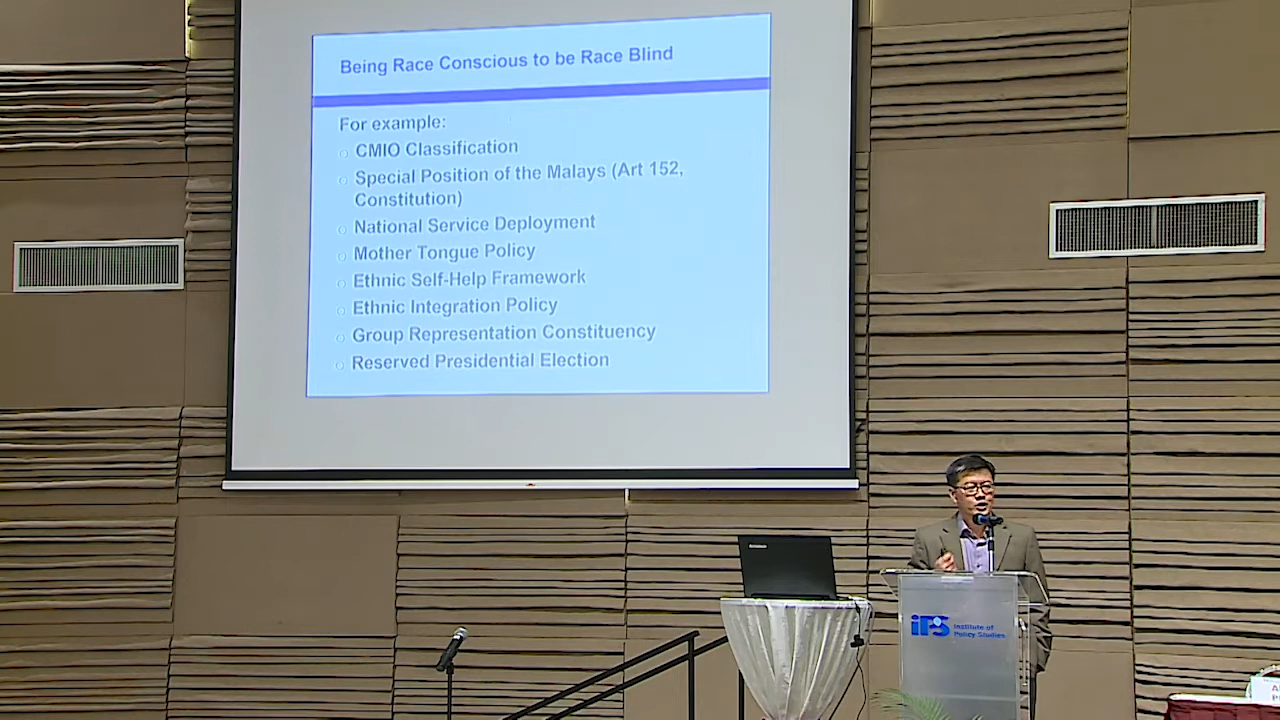 Being Race Conscious to be Race Blind
For example:
CMIO Classification
Special Position of the Malays (Art 152,
Constitution)
National Service Deployment
Mother Tongue Policy
Ethnic Self-Help Framework
Ethnic Integration Policy
Group Representation Constituency
Reserved Presidential Election
lenovo
iPS Institute of
Policy Studies